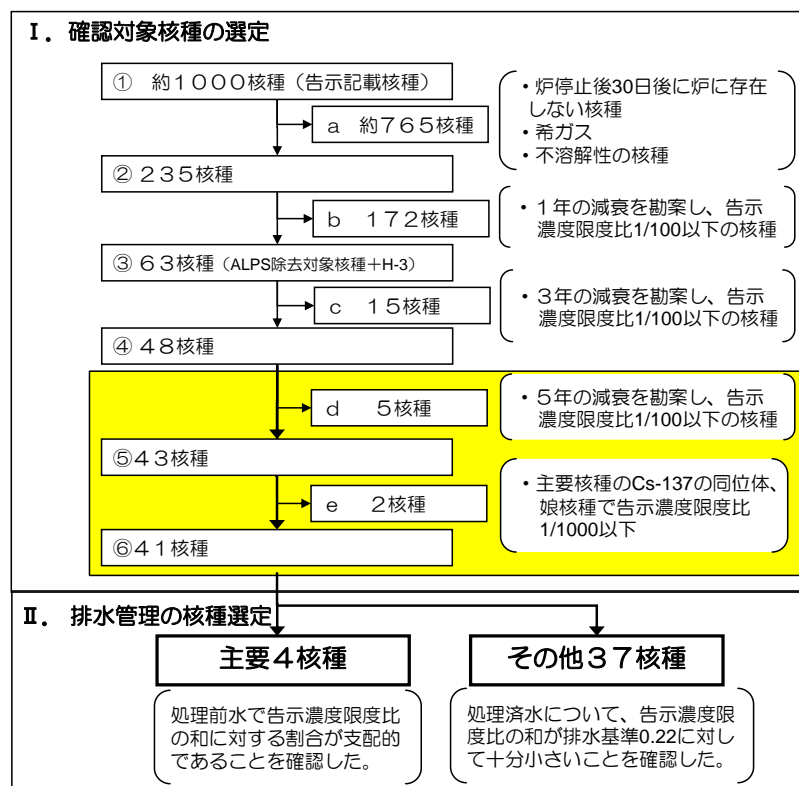 Ⅰ．確認対象核種の選定
① 約１０００核種（告示記載核種）
・炉停止後30日後に炉に存在
しない核種
・希ガス
・不溶解性の核種
a 約７６５核種
② ２３５核種
b １７２核種
・１年の減衰を勘案し、告示
濃度限度比1/100以下の核種
③ ６３核種（ALPS除去対象核種＋H-3）
c １５核種
・３年の減衰を勘案し、告示
濃度限度比1/100以下の核種
④ ４８核種
d ５核種
・５年の減衰を勘案し、告示
濃度限度比1/100以下の核種
⑤４３核種
e ２核種
・主要核種のCs-137の同位体、
娘核種で告示濃度限度比
1/1000以下
⑥４１核種
Ⅱ． 排水管理の核種選定
主要４核種
その他３７核種
処理前水で告示濃度限度比
の和に対する割合が支配的
であることを確認した。
処理済水について、告示濃度限
度比の和が排水基準0.22に対し
て十分小さいことを確認した。